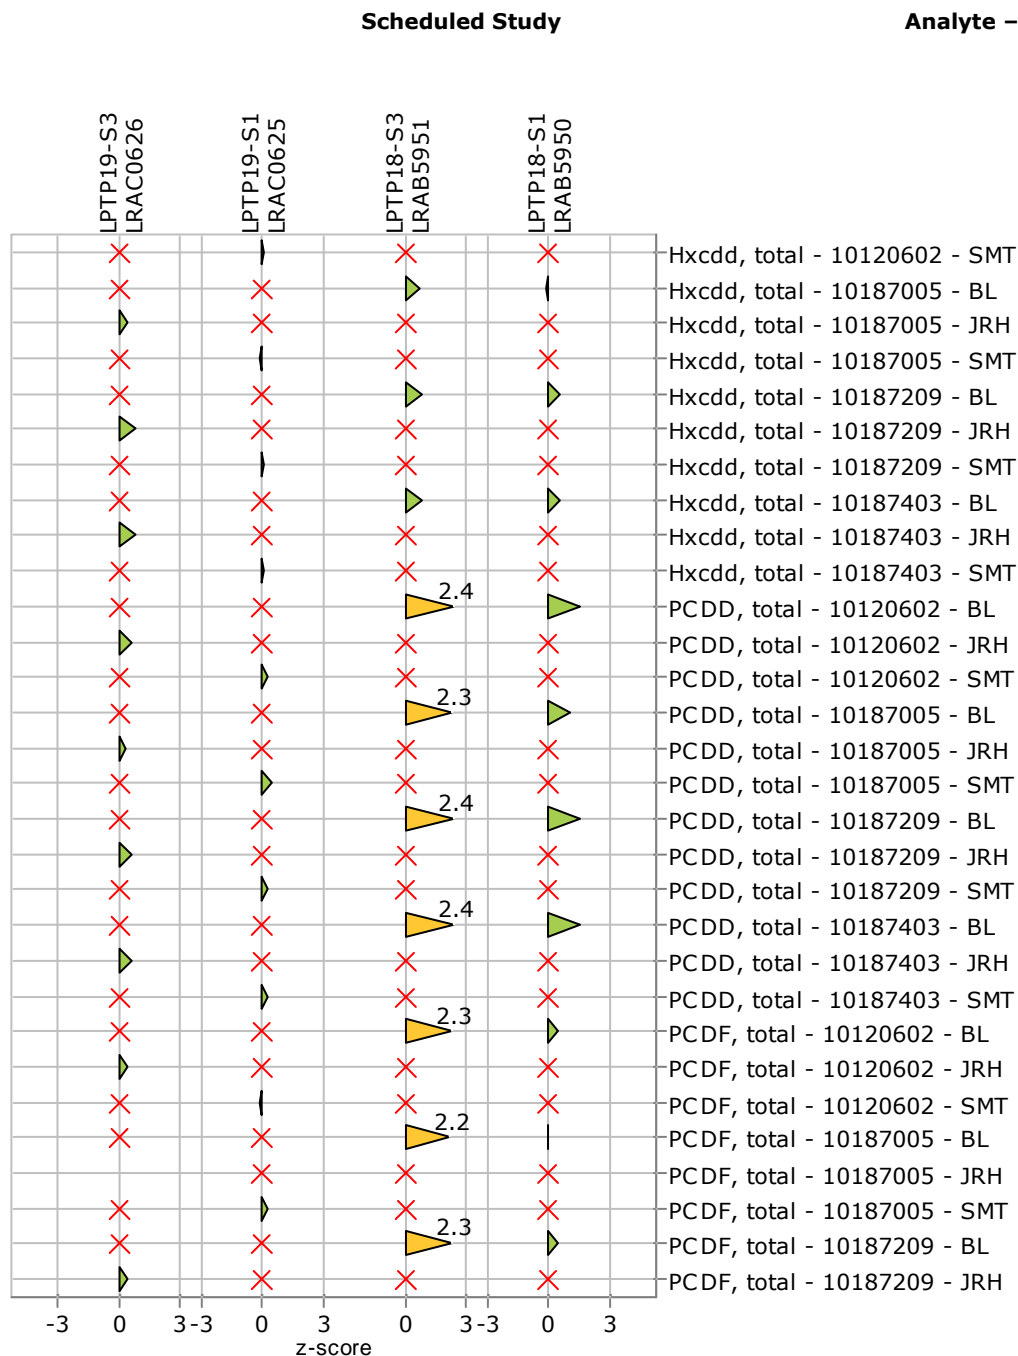 Scheduled Study
Analyte –
LPTP19-S3
LRAC0626
LPTP19-S1
LRAC0625
LPTP18-S3
LRAB5951
LPTP18-S1
LRAB5950
Hxcdd, total - 10120602 - SMT
Hxcdd, total - 10187005 - BL
Hxcdd, total - 10187005 - JRH
Hxcdd, total - 10187005 - SMT
Hxcdd, total - 10187209 - BL
Hxcdd, total - 10187209 - JRH
Hxcdd, total - 10187209 - SMT
Hxcdd, total - 10187403 - BL
Hxcdd, total - 10187403 - JRH
Hxcdd, total - 10187403 - SMT
2.4
PCDD, total - 10120602 - BL
PCDD, total - 10120602 - JRH
PCDD, total - 10120602 - SMT
2.3
PCDD, total - 10187005 - BL
PCDD, total - 10187005 - JRH
PCDD, total - 10187005 - SMT
2.4
PCDD, total - 10187209 - BL
PCDD, total - 10187209 - JRH
PCDD, total - 10187209 - SMT
2.4
PCDD, total - 10187403 - BL
PCDD, total - 10187403 - JRH
PCDD, total - 10187403 - SMT
2.3
PCDF, total - 10120602 - BL
PCDF, total - 10120602 - JRH
PCDF, total - 10120602 - SMT
2.2
PCDF, total - 10187005 - BL
PCDF, total - 10187005 - JRH
PCDF, total - 10187005 - SMT
2.3
PCDF, total - 10187209 - BL
PCDF, total - 10187209 - JRH
-3 0 3 -3 0 3 0 3 -3 0 3
z-score